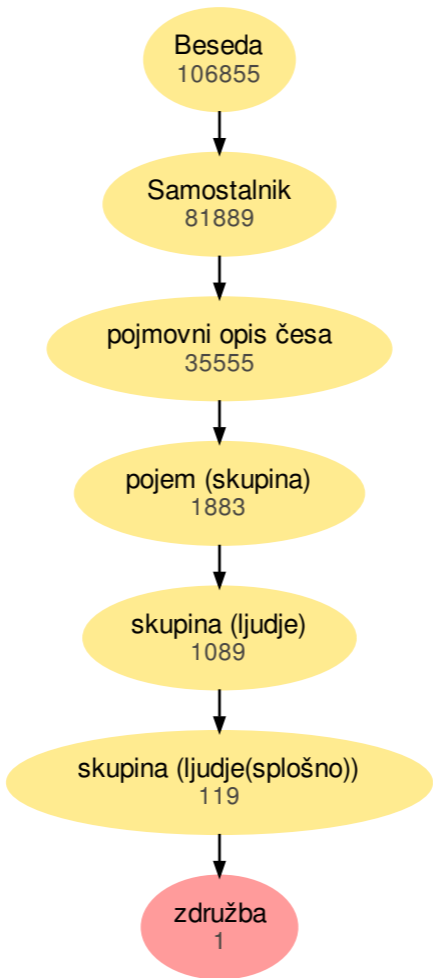 Beseda
106855
Samostalnik
81889
pojmovni opis česa
35555
pojem (skupina)
1883
skupina (ljudje)
1089
skupina (ljudje(splošno))
119
združba
1